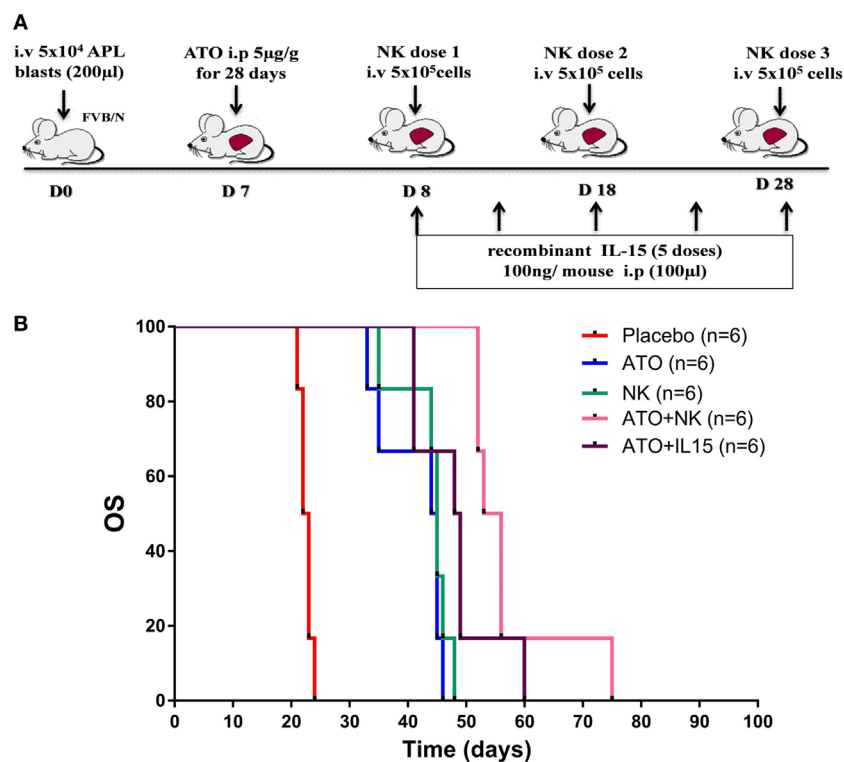 A
i.v 5x10⁴ APL
blasts (200µl)
ATO i.p 5µg/g
for 28 days
NK dose 1
i.v 5x10⁵cells
NK dose 2
i.v 5x10⁵ cells
NK dose 3
i.v 5x10⁵ cells
FVB/N
D0
D 7
D 8
D 18
D 28
recombinant IL-15 (5 doses)
100ng/ mouse i.p (100µl)
B
OS
100
80
60
40
20
0
Placebo (n=6)
ATO (n=6)
NK (n=6)
ATO+NK (n=6)
ATO+IL15 (n=6)
0 10 20 30 40 50 60 70 80 90 100
Time (days)